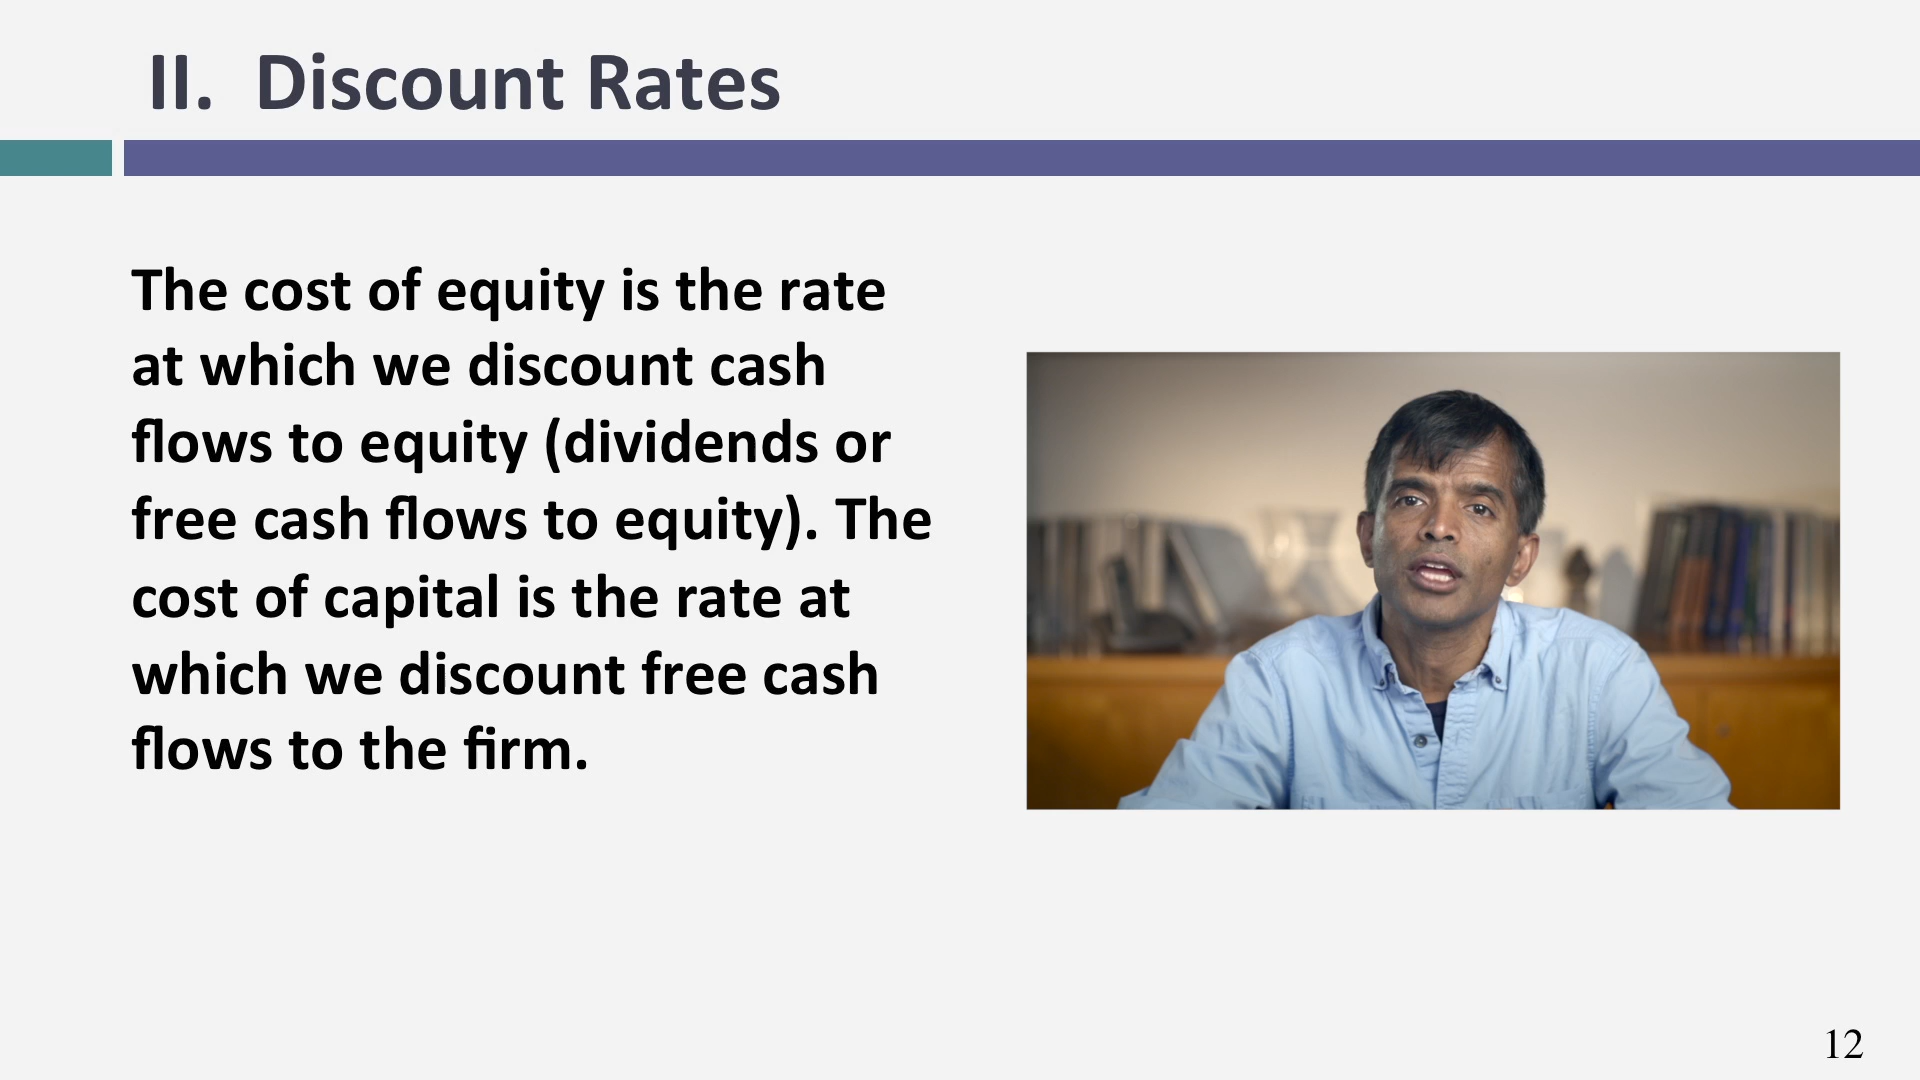 II. Discount Rates
The cost of equity is the rate
at which we discount cash
flows to equity (dividends or
free cash flows to equity). The
cost of capital is the rate at
which we discount free cash
flows to the firm.
12